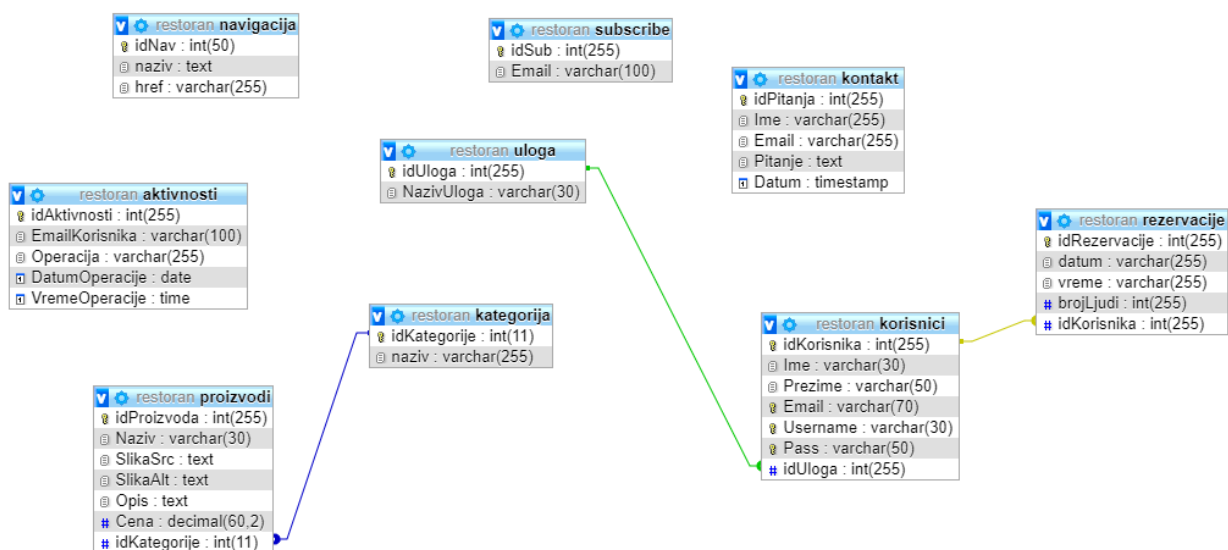 restoran navigacija
idNav : int(50)
naziv : text
href : varchar(255)
restoran subscribe
idSub : int(255)
Email : varchar(100)
restoran kontakt
idPitanja : int(255)
Ime : varchar(255)
Email : varchar(255)
Pitanje : text
Datum : timestamp
restoran uloga
idUloga : int(255)
NazivUloga : varchar(30)
restoran aktivnosti
idAktivnosti : int(255)
EmailKorisnika : varchar(100)
Operacija : varchar(255)
DatumOperacije : date
VremeOperacije : time
restoran rezervacije
idRezervacije : int(255)
datum : varchar(255)
vreme : varchar(255)
# brojLjudi : int(255)
# idKorisnika : int(255)
restoran kategorija
idKategorije : int(11)
naziv : varchar(255)
restoran korisnici
idKorisnika : int(255)
Ime : varchar(30)
Prezime : varchar(50)
Email : varchar(70)
Username : varchar(30)
Pass : varchar(50)
# idUloga : int(255)
restoran proizvodi
idProizvoda : int(255)
Naziv : varchar(30)
SlikaSrc : text
SlikaAlt : text
Opis : text
# Cena : decimal(60,2)
# idKategorije : int(11)